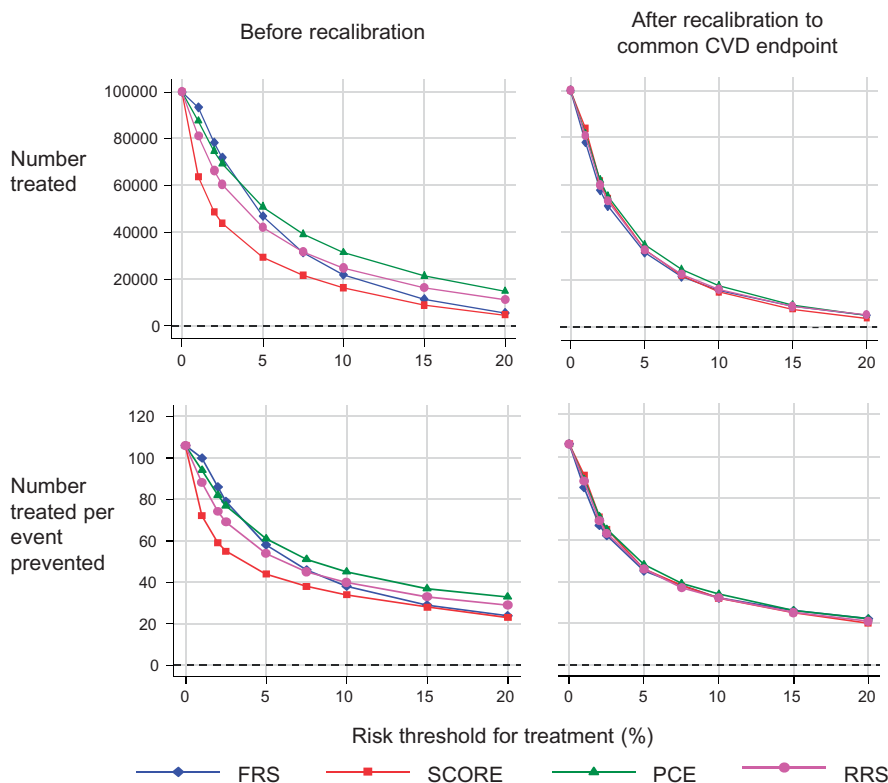 Before recalibration
After recalibration to
common CVD endpoint
Number
treated
100000
80000
60000
40000
20000
0
0 5 10 15 20
0 5 10 15 20
Number
treated per
event
prevented
120
100
80
60
40
20
0
0 5 10 15 20
0 5 10 15 20
Risk threshold for treatment (%)
FRS SCORE PCE RRS